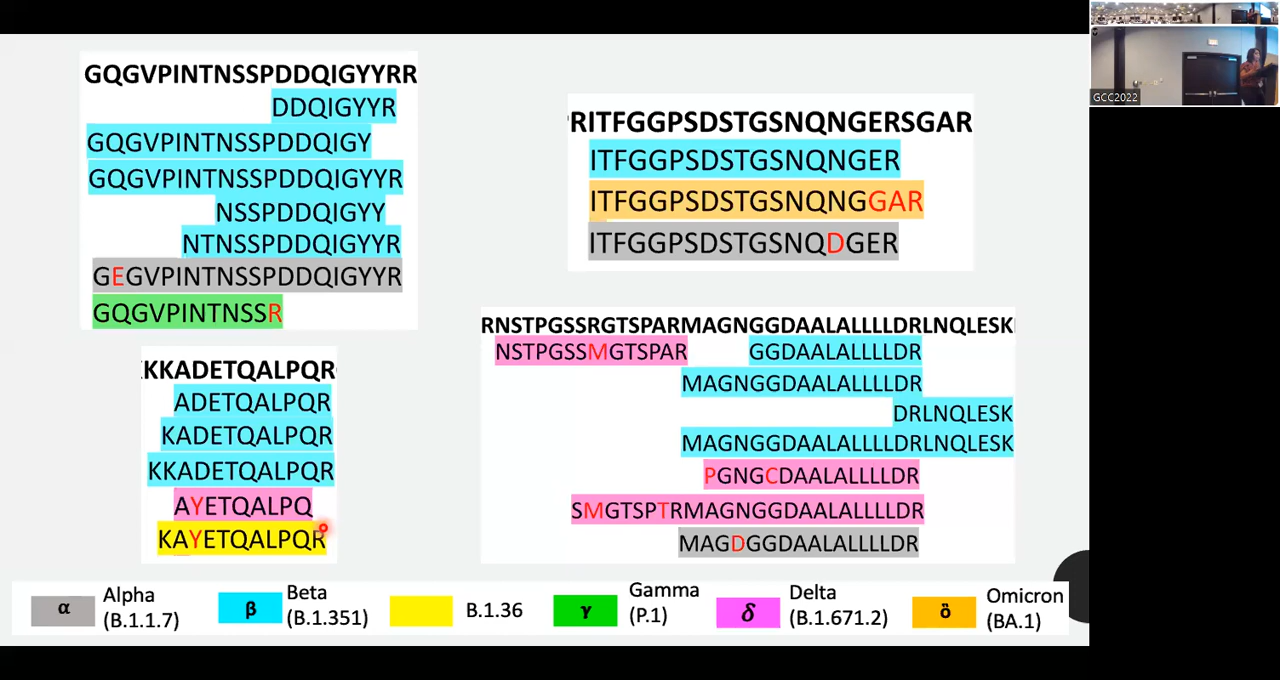 GQGVPINTNSSPDDQIGYYRR
DDQIGYYR
GQGVPINTNSSPDDQIGY
GQGVPINTNSSPDDQIGYYR
NSSPDDQIGYY
NTNSSPDDQIGYYR
GEGVPINTNSSPDDQIGYYR
GQGVPINTNSSR
KKADETQALPQR
ADETQALPQR
KADETQALPQR
KKADETQALPQR
AYETQALPQ
KAYETQALPQR
RITFGGPSDSTGSNQNGERSGAR
ITFGGPSDSTGSNQNGER
ITFGGPSDSTGSNQNGGAR
ITFGGPSDSTGSNQDGER
RNSTPGSSRGTSPARMAGNGGDAALALLLLDRLNQLESK
NSTPGSSMGTSPAR GGDAALALLLLDR
MAGNGGDAALALLLLDR
DRLNQLESK
MAGNGGDAALALLLLDRLNQLESK
PGNGCDAALALLLLDR
SMGTSPTRMAGNGGDAALALLLLDR
MAGDGGDAALALLLLDR
α Alpha (B.1.1.7)
β Beta (B.1.351)
B.1.36
γ Gamma (P.1)
δ Delta (B.1.671.2)
Omicron (BA.1)
GCC2022